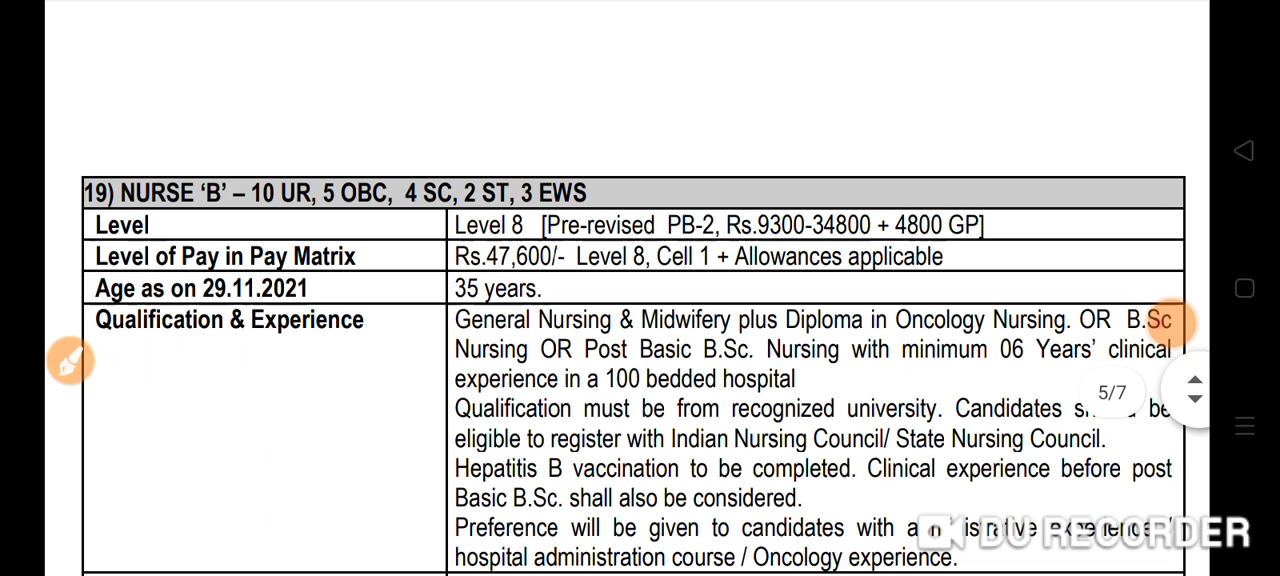 19) NURSE ‘B’ – 10 UR, 5 OBC, 4 SC, 2 ST, 3 EWS
Level Level 8 [Pre-revised PB-2, Rs.9300-34800 + 4800 GP]
Level of Pay in Pay Matrix Rs.47,600/- Level 8, Cell 1 + Allowances applicable
Age as on 29.11.2021 35 years.
Qualification & Experience General Nursing & Midwifery plus Diploma in Oncology Nursing. OR B.Sc
Nursing OR Post Basic B.Sc. Nursing with minimum 06 Years’ clinical
experience in a 100 bedded hospital
5/7
Qualification must be from recognized university. Candidates be
eligible to register with Indian Nursing Council/ State Nursing Council.
Hepatitis B vaccination to be completed. Clinical experience before post
Basic B.Sc. shall also be considered.
Preference will be given to candidates with experience /
DU RECORDER
hospital administration course / Oncology experience.